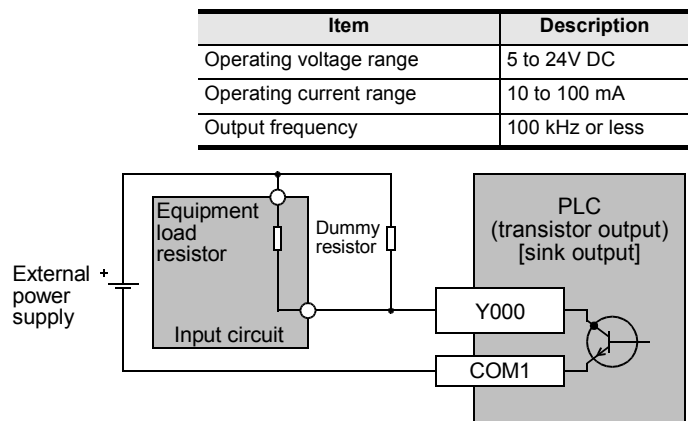 Item Description
Operating voltage range 5 to 24V DC
Operating current range 10 to 100 mA
Output frequency 100 kHz or less
Equipment
load
resistor
Dummy
resistor
PLC
(transistor output)
[sink output]
External +
power
supply
Input circuit
Y000
COM1